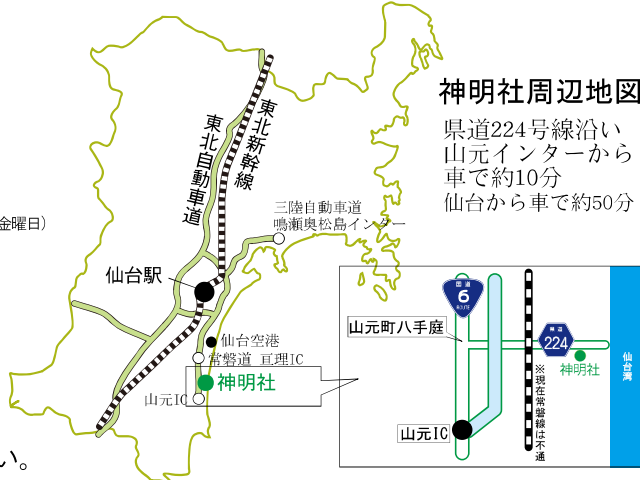 神明社周辺地図
県道224号線沿い
山元インターから
車で約10分
仙台から車で約50分
東北新幹線
東北自動車道
三陸自動車道
鳴瀬奥松島インター
金曜日）
仙台駅
仙台空港
常磐道 亘理IC
神明社
山元IC
い。
国道
6
ROUTE
山元町八手庭
県道
224
神明社
仙台湾
※現在常磐線は不通
山元IC